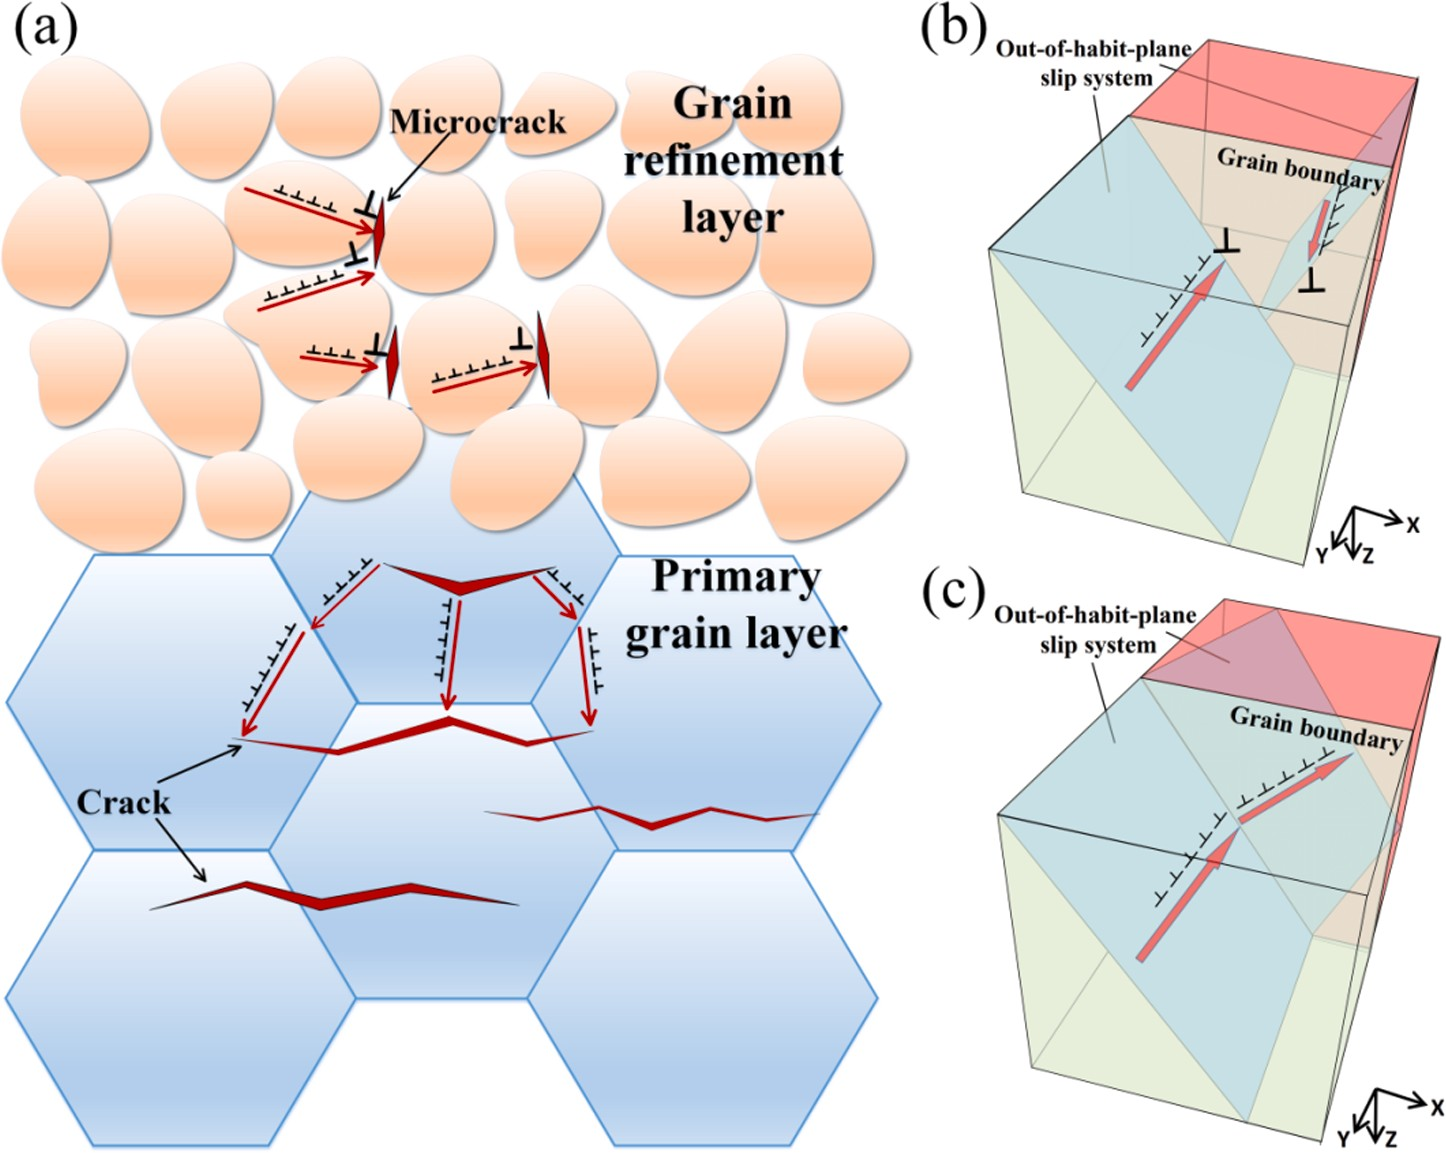 (a)
Microcrack
Grain
refinement
layer
Primary
grain layer
Crack
(b)
Out-of-habit-plane
slip system
Grain boundary
X
Y
Z
(c)
Out-of-habit-plane
slip system
Grain boundary
X
Y
Z